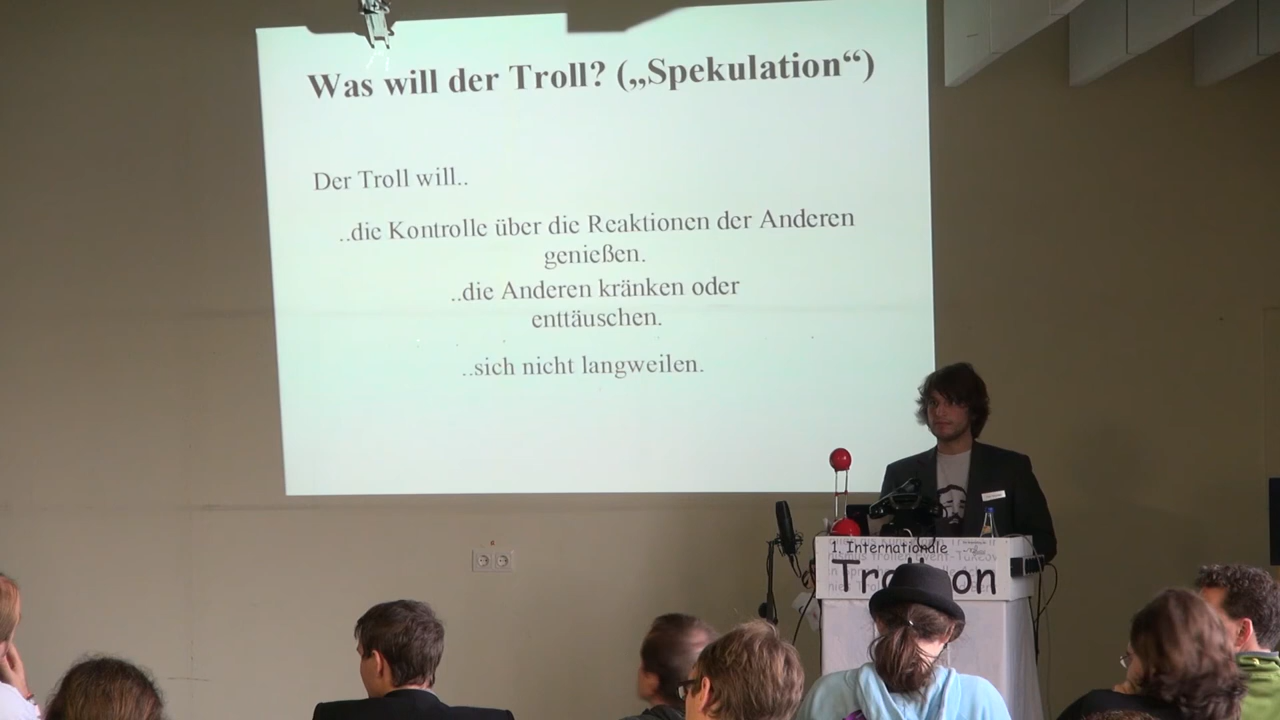 Was will der Troll? („Spekulation“)
Der Troll will..
..die Kontrolle über die Reaktionen der Anderen
genießen.
..die Anderen kränken oder
enttäuschen.
..sich nicht langweilen.
1. Internationale